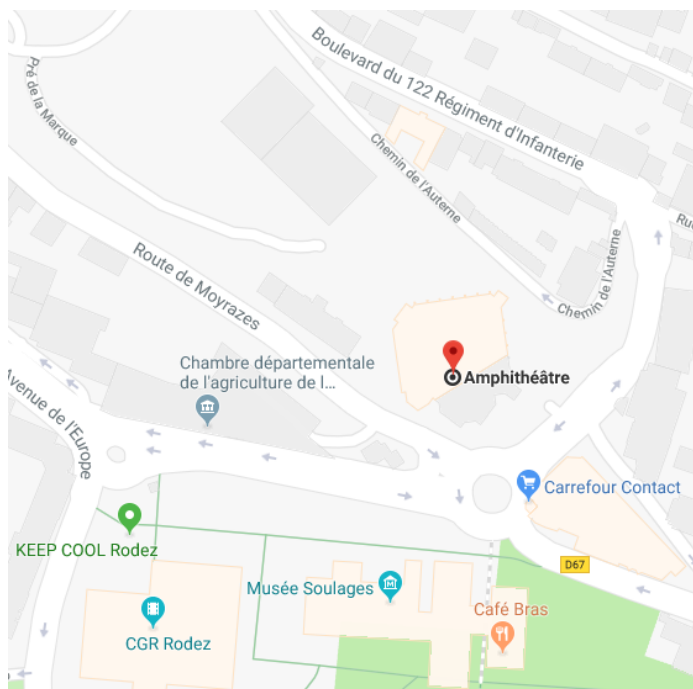 Boulevard du 122 Régiment d'Infanterie
Pré de la Marque
Chemin de l'Auterne
Rue
Chemin de l'Auterne
Route de Moyrazes
Chambre départementale
de l'agriculture de l...
Amphithéâtre
Avenue de l'Europe
Carrefour Contact
KEEP COOL Rodez
D67
Musée Soulages
M
Café Bras
CGR Rodez